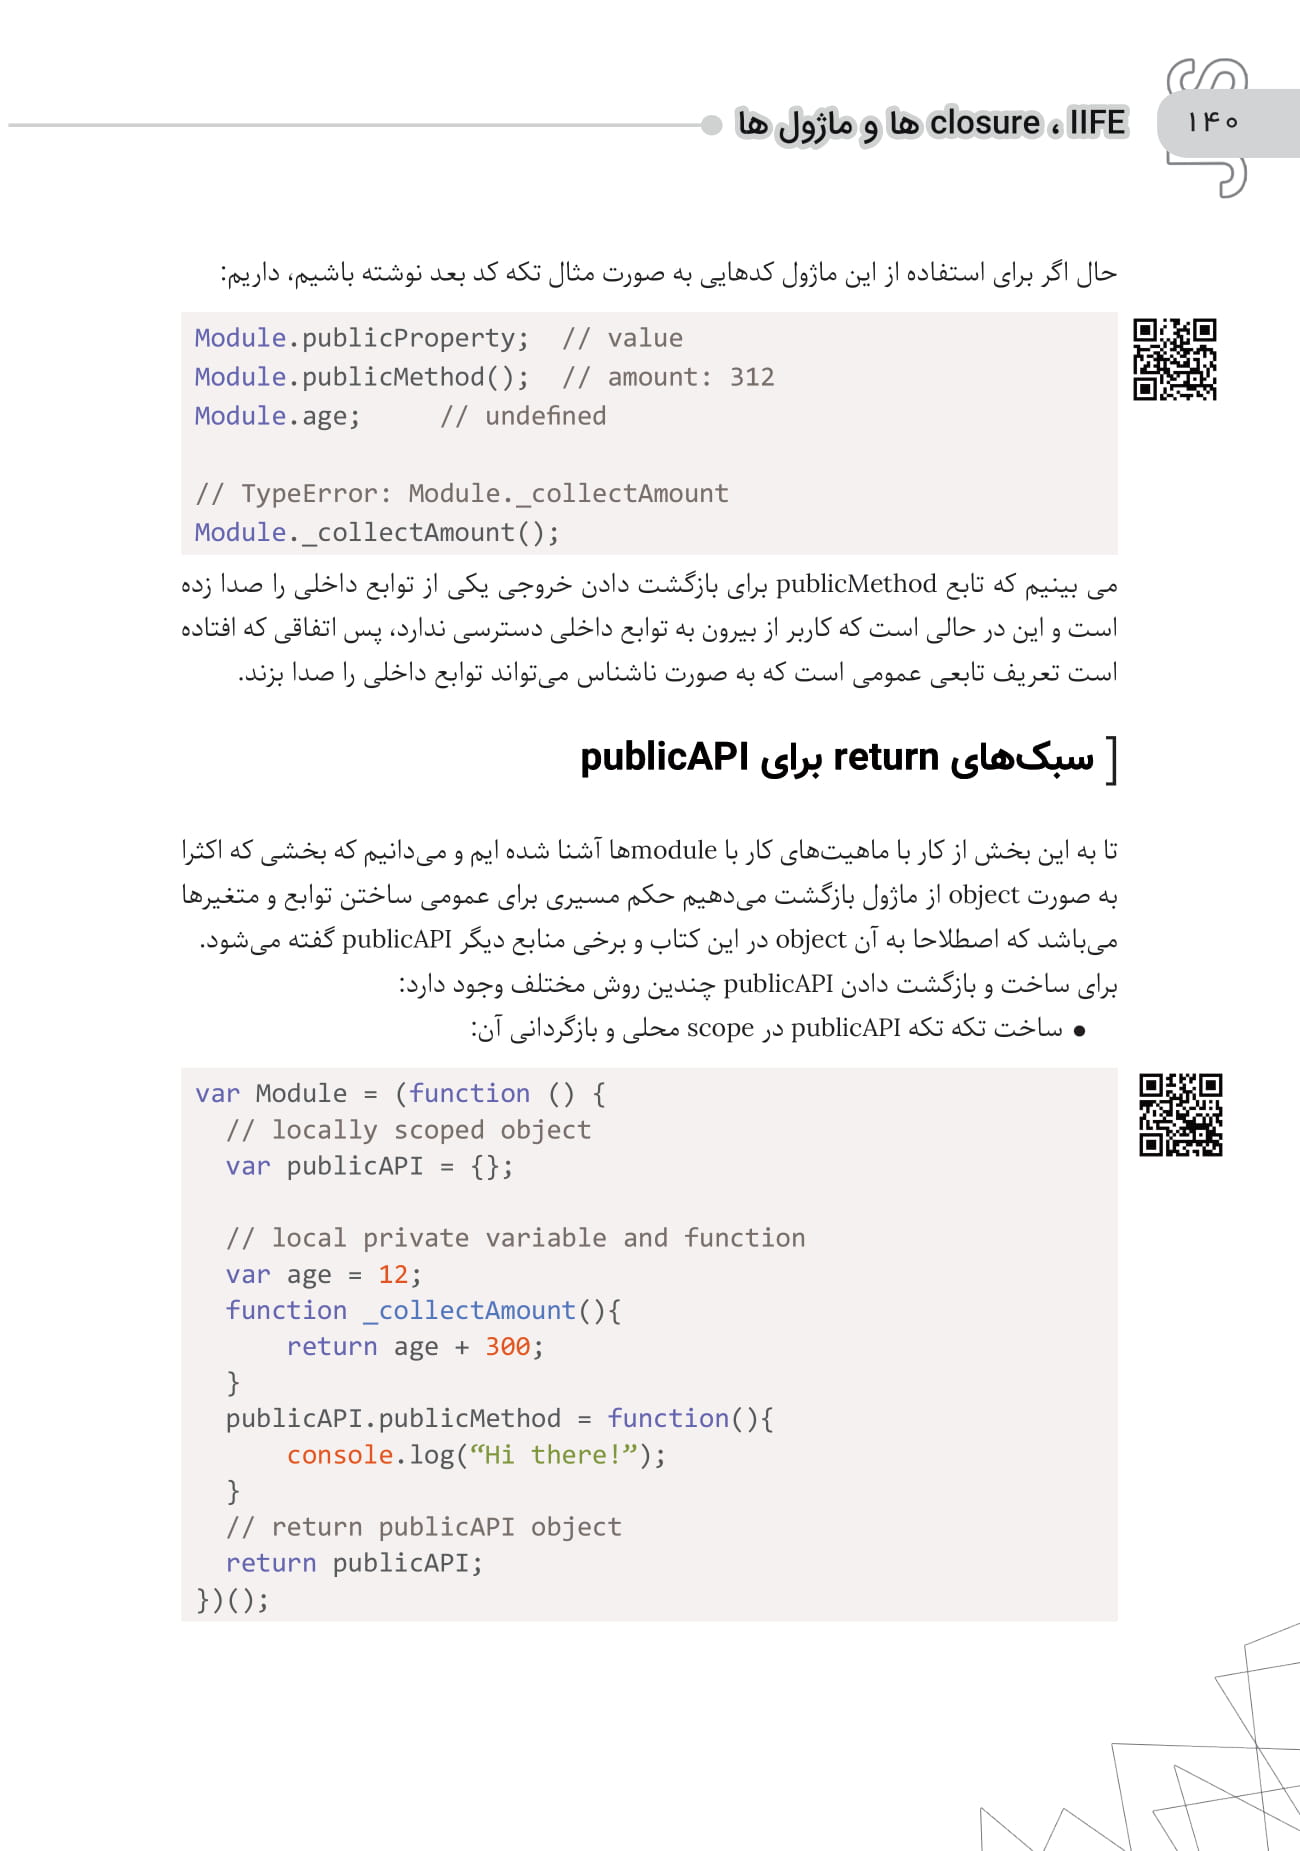 ۱۴۰
IIFE ، closure ها و ماژول ها
حال اگر برای استفاده از این ماژول کدهایی به صورت مثال تکه کد بعد نوشته باشیم، داریم:
Module.publicProperty;  // value
Module.publicMethod();  // amount: 312
Module.age;     // undefined
// TypeError: Module._collectAmount
Module._collectAmount();
می بینیم که تابع publicMethod برای بازگشت دادن خروجی یکی از توابع داخلی را صدا زده
است و این در حالی است که کاربر از بیرون به توابع داخلی دسترسی ندارد، پس اتفاقی که افتاده
است تعریف تابعی عمومی است که به صورت ناشناس می‌تواند توابع داخلی را صدا بزند.
سبک‌های return برای publicAPI
تا به این بخش از کار با ماهیت‌های کار با moduleها آشنا شده ایم و می‌دانیم که بخشی که اکثرا
به صورت object از ماژول بازگشت می‌دهیم حکم مسیری برای عمومی ساختن توابع و متغیرها
می‌باشد که اصطلاحا به آن object در این کتاب و برخی منابع دیگر publicAPI گفته می‌شود.
برای ساخت و بازگشت دادن publicAPI چندین روش مختلف وجود دارد:
● ساخت تکه تکه publicAPI در scope محلی و بازگردانی آن:
var Module = (function () {
  // locally scoped object
  var publicAPI = {};
  // local private variable and function
  var age = 12;
  function _collectAmount(){
      return age + 300;
  }
  publicAPI.publicMethod = function(){
      console.log(“Hi there!”);
  }
  // return publicAPI object
  return publicAPI;
})();